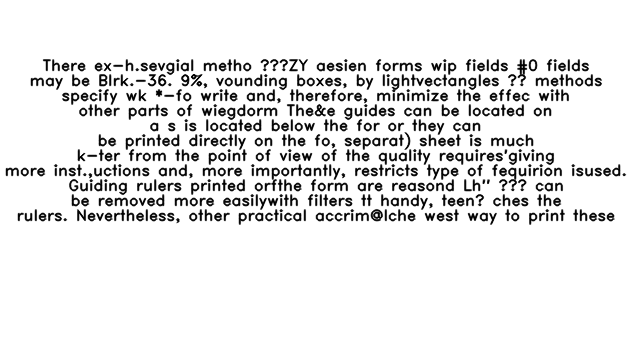 There ex-h.sevgial metho ???ZY aesien forms wip fields #0 fields
may be Blrk.-36. 9%, vounding boxes, by lightvectangles ?? methods
specify wk *-fo write and, therefore, minimize the effec with
other parts of wiegdorm The&e guides can be located on
a s is located below the for or they can
be printed directly on the fo, separat) sheet is much
k-ter from the point of view of the quality requires'giving
more inst.,uctions and, more importantly, restricts type of fequirion isused.
Guiding rulers printed orfthe form are reasond Lh" ??? can
be removed more easilywith filters tt handy, teen? ches the
rulers. Nevertheless, other practical accrim@lche west way to print these